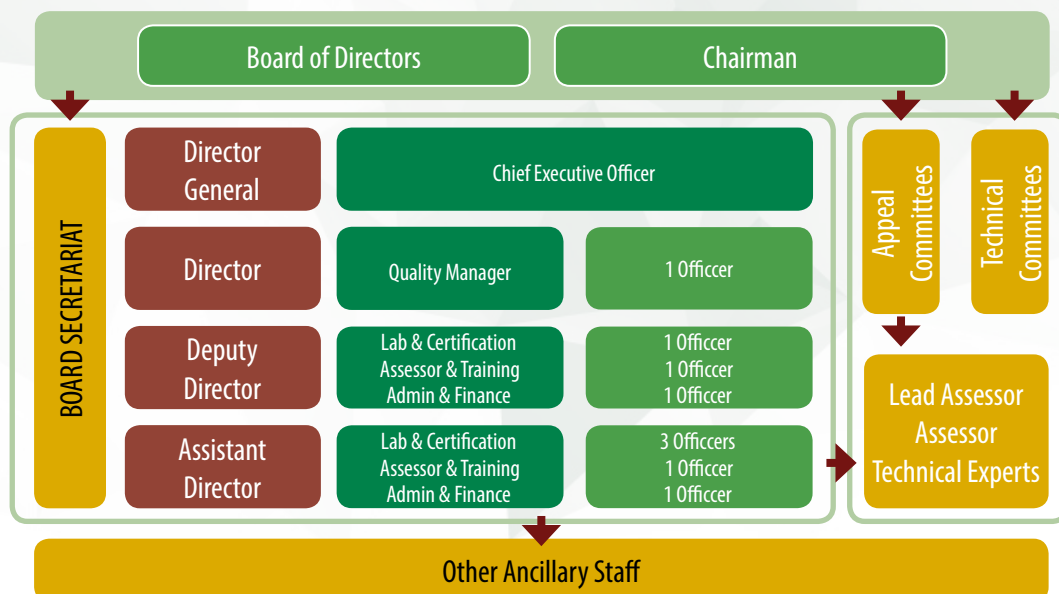 Board of Directors
Chairman
BOARD SECRETARIAT
Director
General
Chief Executive Officer
Director
Quality Manager
1 Officcer
Deputy
Director
Lab & Certification
Assessor & Training
Admin & Finance
1 Officcer
1 Officcer
1 Officcer
Assistant
Director
Lab & Certification
Assessor & Training
Admin & Finance
3 Officcers
1 Officcer
1 Officcer
Appeal
Committees
Technical
Committees
Lead Assessor
Assessor
Technical Experts
Other Ancillary Staff